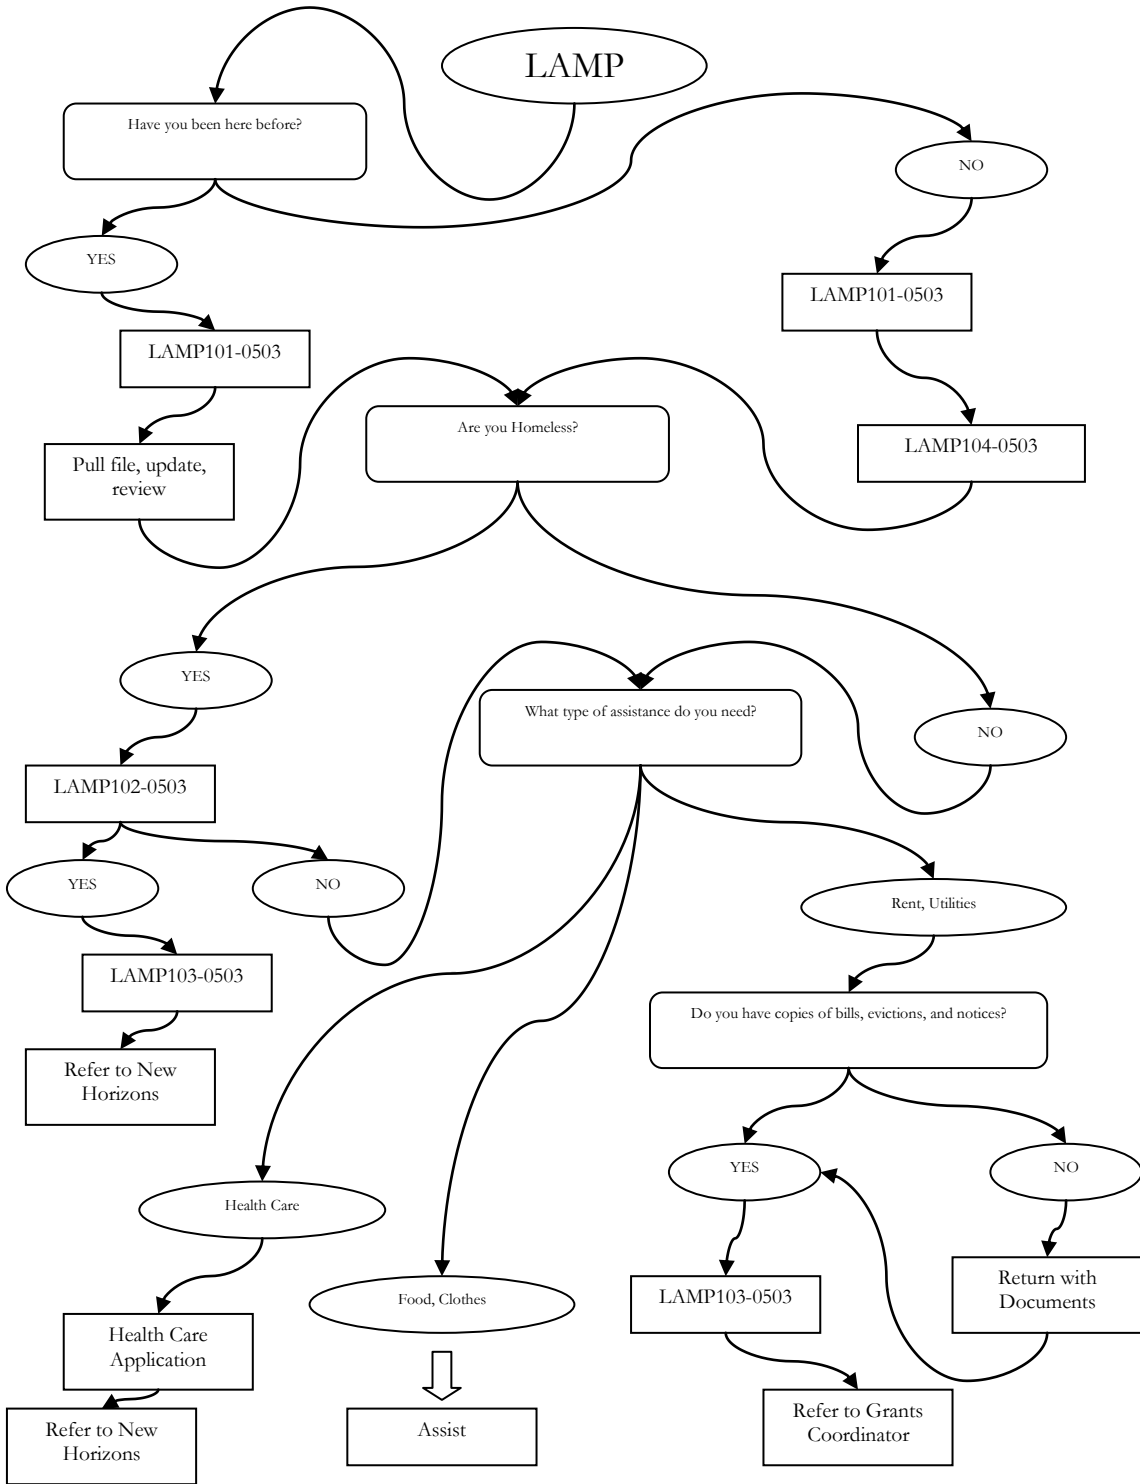 LAMP
Have you been here before?
NO
YES
LAMP101-0503
LAMP101-0503
Are you Homeless?
LAMP104-0503
Pull file, update,
review
YES
What type of assistance do you need?
NO
LAMP102-0503
YES
NO
Rent, Utilities
LAMP103-0503
Do you have copies of bills, evictions, and notices?
Refer to New
Horizons
YES
NO
Health Care
Food, Clothes
LAMP103-0503
Return with
Documents
Health Care
Application
Refer to New
Horizons
Assist
Refer to Grants
Coordinator